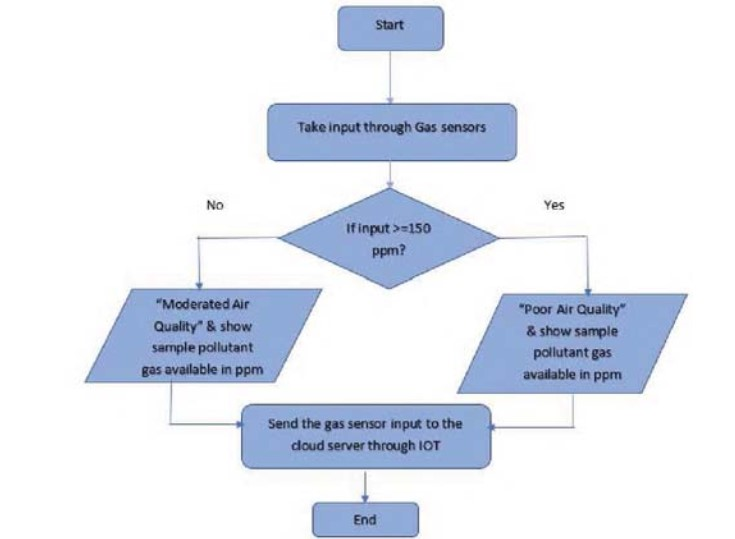 Start
Take input through Gas sensors
No
Yes
If input >=150
ppm?
"Moderated Air
Quality" & show
sample pollutant
gas available in ppm
"Poor Air Quality"
& show sample
pollutant gas
available in ppm
Send the gas sensor input to the
cloud server through IOT
End